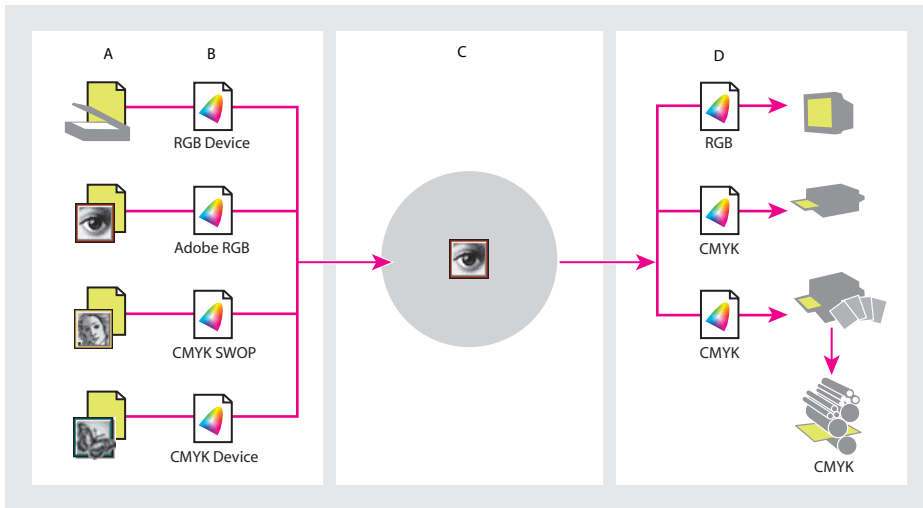 A
B
C
D
RGB Device
Adobe RGB
CMYK SWOP
CMYK Device
RGB
CMYK
CMYK
CMYK